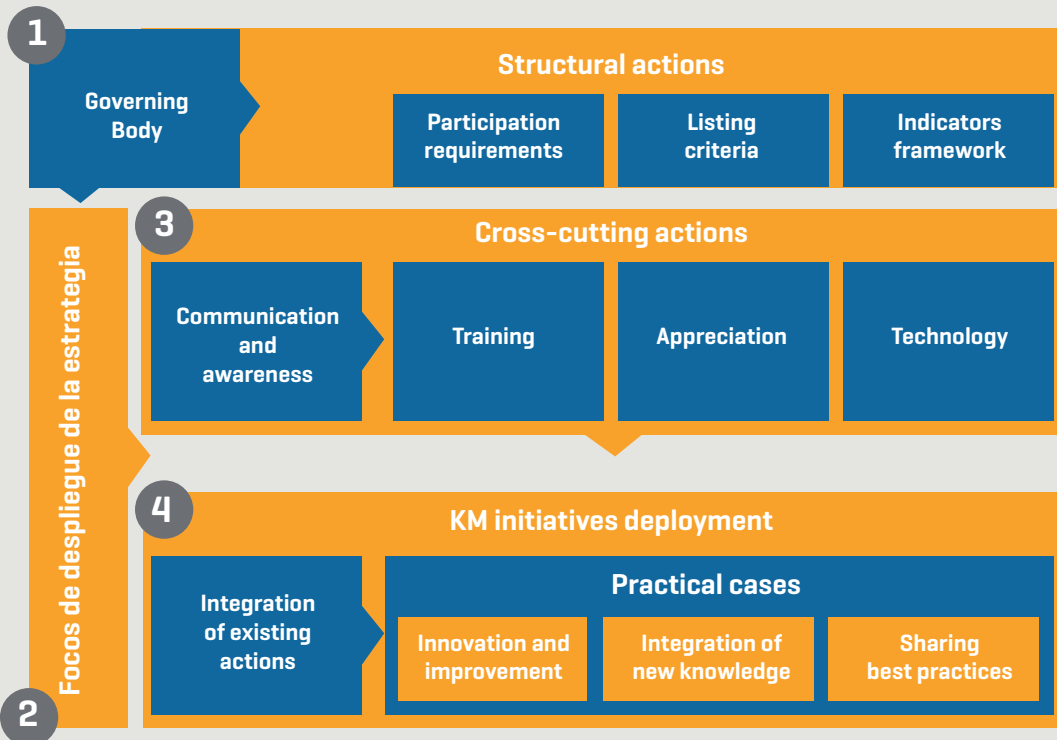 1
Governing
Body
Structural actions
Participation
requirements
Listing
criteria
Indicators
framework
2
Focos de despliegue de la estrategia
3
Cross-cutting actions
Communication
and
awareness
Training
Appreciation
Technology
4
KM initiatives deployment
Integration
of existing
actions
Practical cases
Innovation and
improvement
Integration of
new knowledge
Sharing
best practices